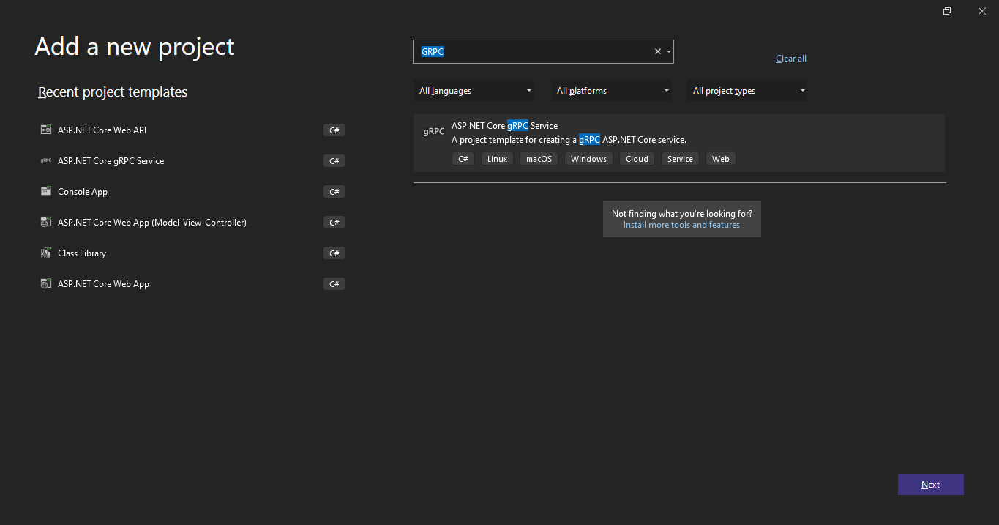 Add a new project
Recent project templates
ASP.NET Core Web API C#
gRPC ASP.NET Core gRPC Service C#
Console App C#
ASP.NET Core Web App (Model-View-Controller) C#
Class Library C#
ASP.NET Core Web App C#
GRPC
Clear all
All languages All platforms All project types
gRPC
ASP.NET Core gRPC Service
A project template for creating a gRPC ASP.NET Core service.
C# Linux macOS Windows Cloud Service Web
Not finding what you're looking for?
Install more tools and features
Next